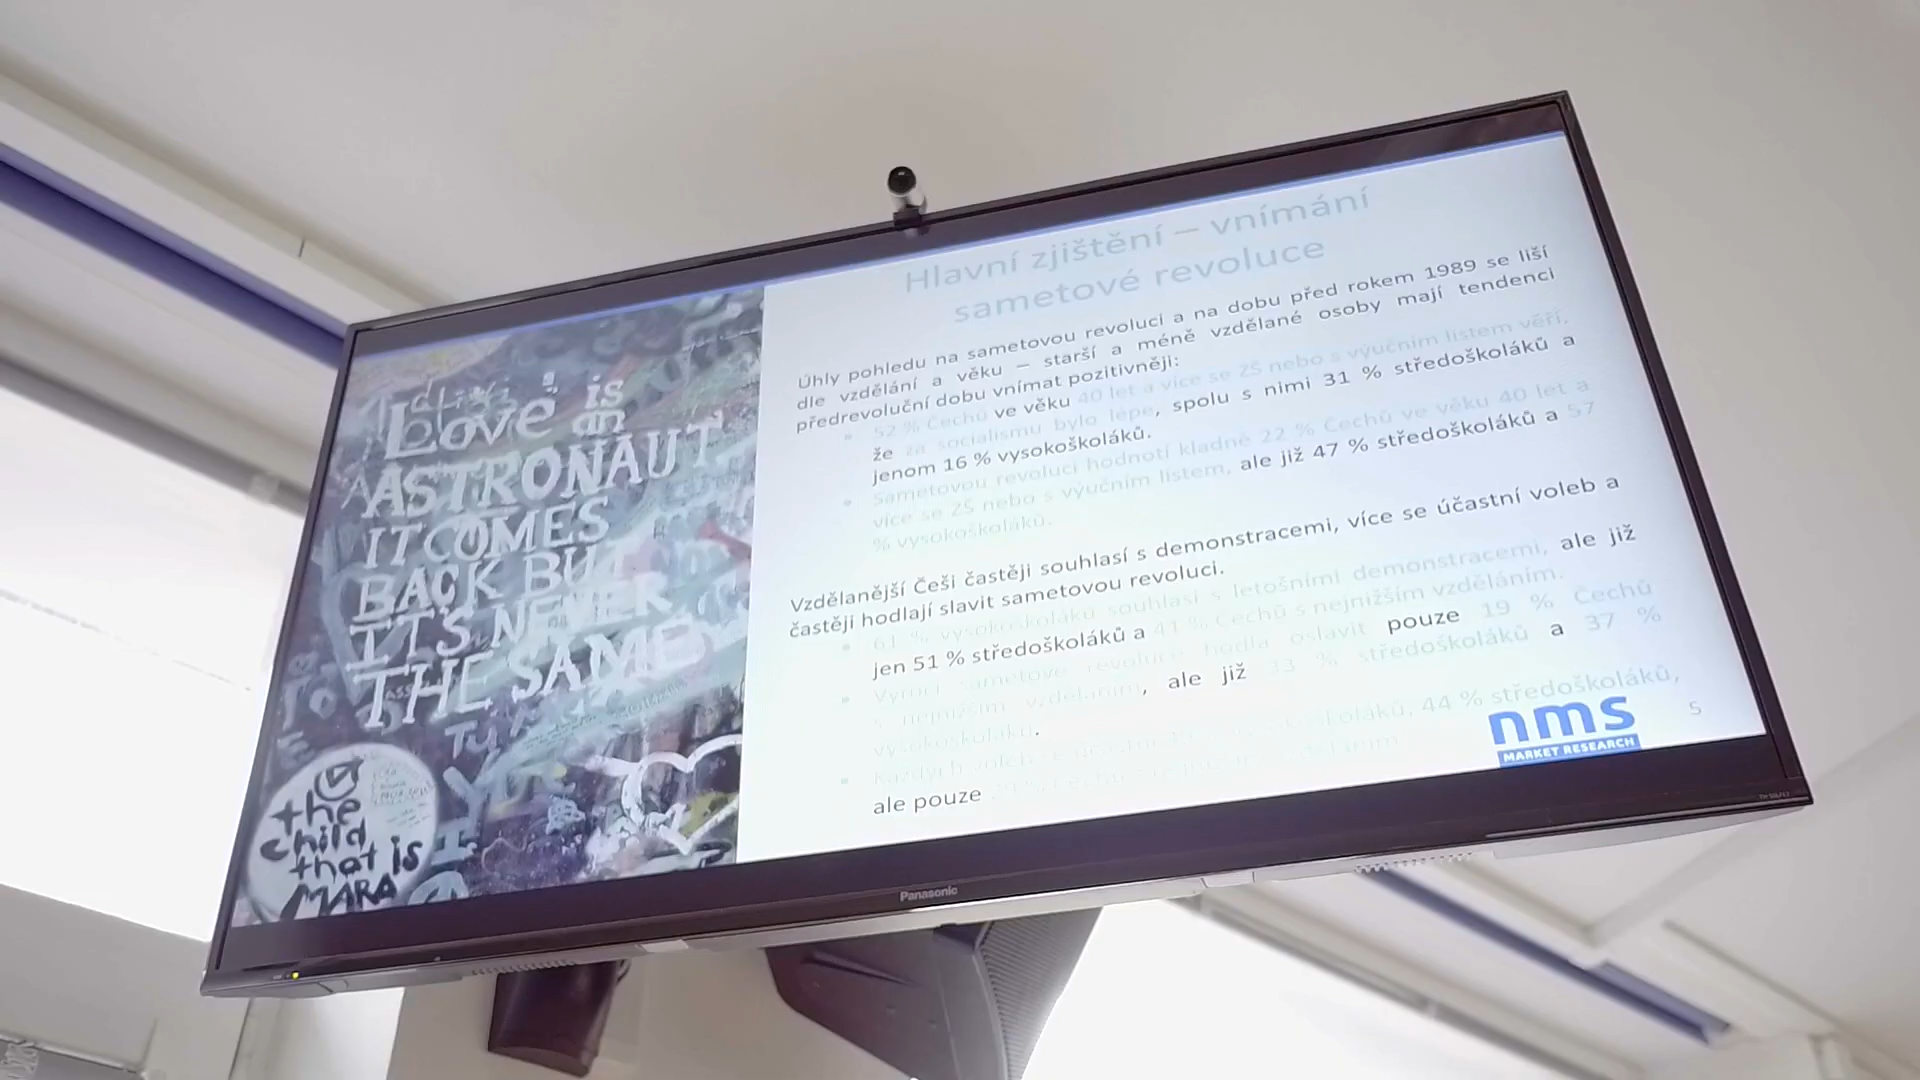 Love is
an
ASTRONAUT
IT COMES
BACK BUT
IT'S NEVER
THE SAME
the
child
that is
MARA
Hlavní zjištění – vnímání
sametové revoluce
Úhly pohledu na sametovou revoluci a na dobu před rokem 1989 se liší
dle vzdělání a věku – starší a méně vzdělané osoby mají tendenci
předrevoluční dobu vnímat pozitivněji:
52 % Čechů ve věku 40 let a více se ZŠ nebo s výučním listem věří,
že za socialismu bylo lépe, spolu s nimi 31 % středoškoláků a
jenom 16 % vysokoškoláků.
Sametovou revoluci hodnotí kladně 22 % Čechů ve věku 40 let a
více se ZŠ nebo s výučním listem, ale již 47 % středoškoláků a 57
% vysokoškoláků.
Vzdělanější Češi častěji souhlasí s demonstracemi, více se účastní voleb a
častěji hodlají slavit sametovou revoluci.
61 % vysokoškoláků souhlasí s letošními demonstracemi, ale již
jen 51 % středoškoláků a 41 % Čechů s nejnižším vzděláním.
Výročí sametové revoluce hodlá oslavit pouze 19 % Čechů
s nejnižším vzděláním, ale již 33 % středoškoláků a 37 %
vysokoškoláků.
44 % středoškoláků,
ale pouze
nms
MARKET RESEARCH
5
Panasonic